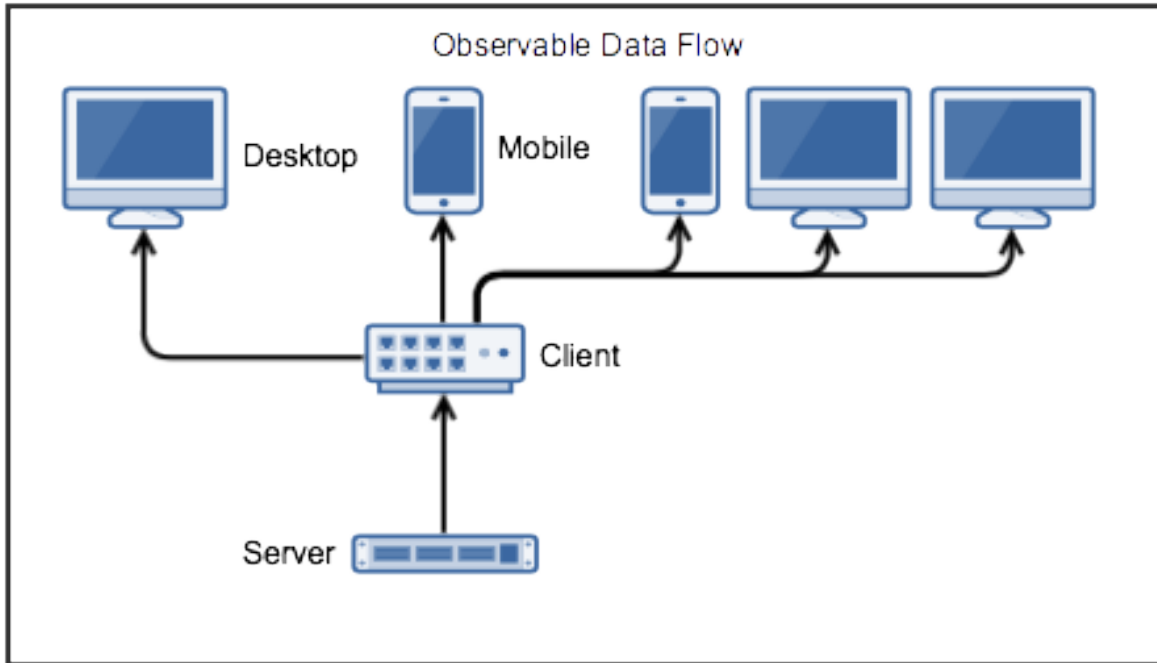 Observable Data Flow
Desktop
Mobile
Client
Server